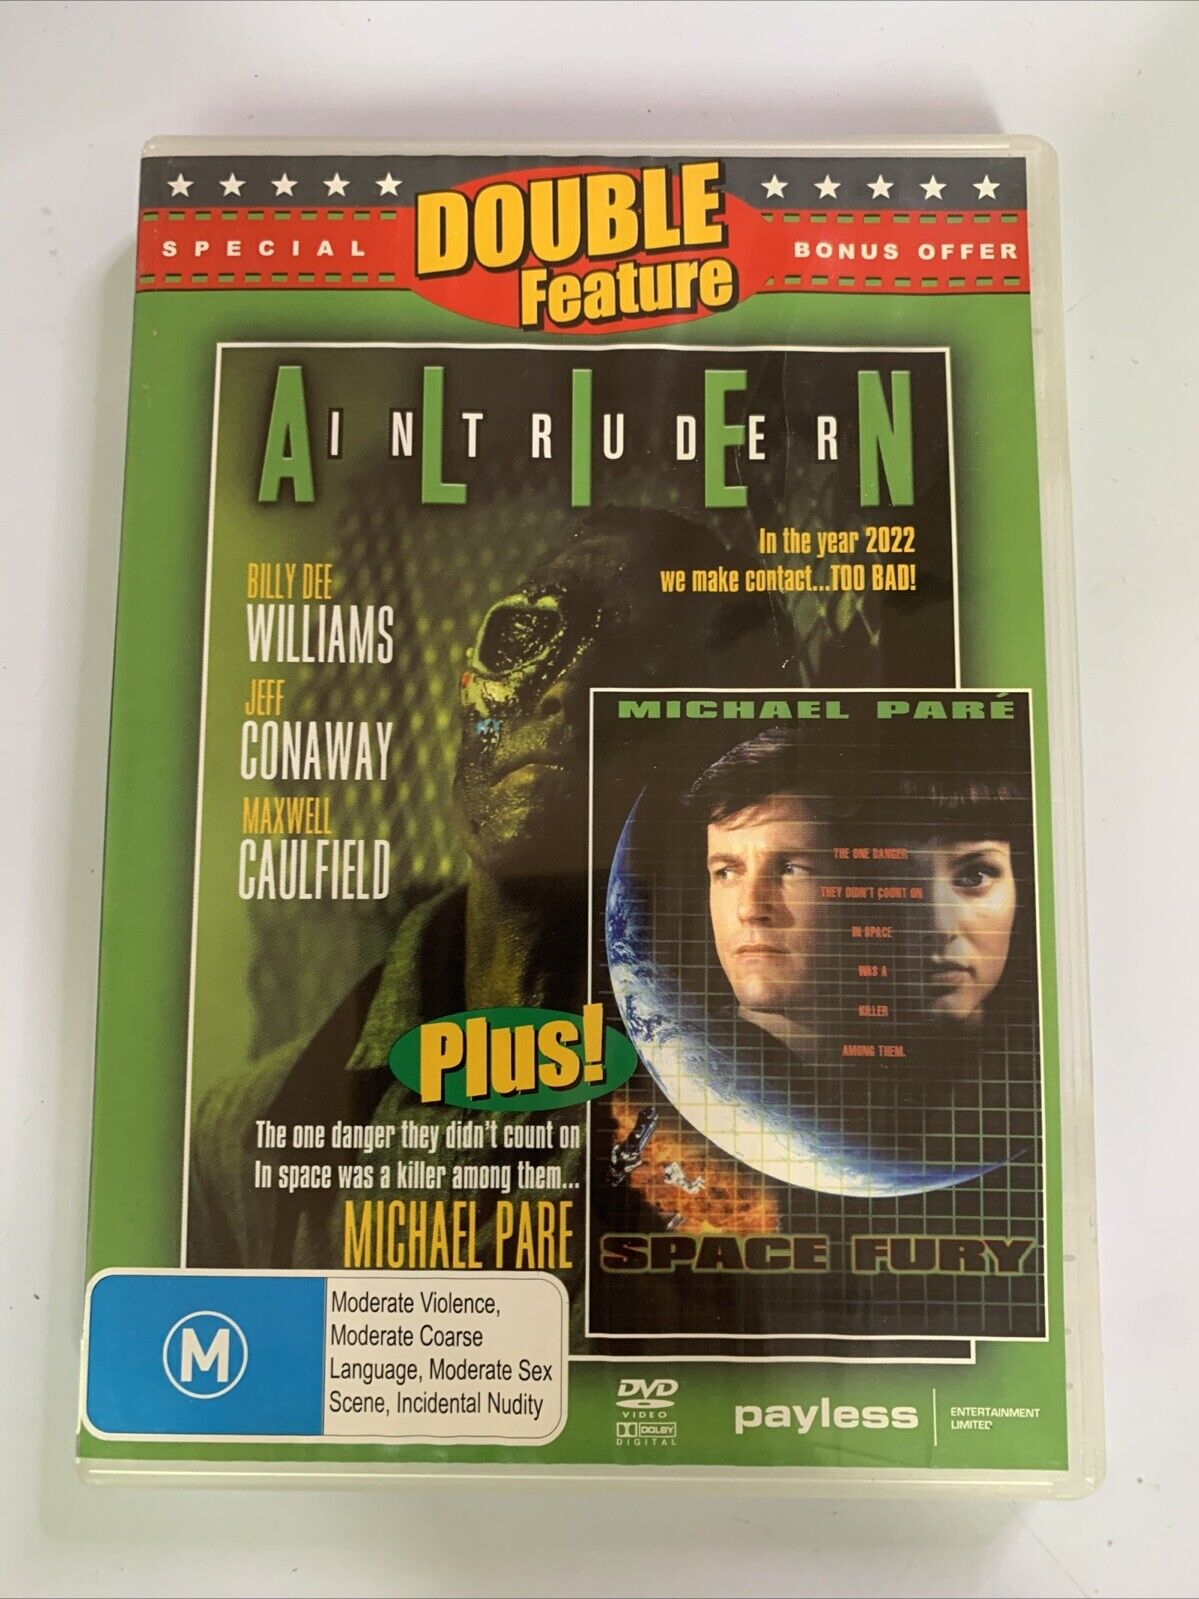 SPECIAL
DOUBLE
Feature
BONUS OFFER
ALIEN
INTRUDER
In the year 2022
we make contact...TOO BAD!
BILLY DEE
WILLIAMS
JEFF
CONAWAY
MAXWELL
CAULFIELD
MICHAEL PARÉ
THE ONE DANGER
THEY DIDN'T COUNT ON
IN SPACE
WAS A
KILLER
AMONG THEM.
Plus!
The one danger they didn't count on
In space was a killer among them...
MICHAEL PARE
SPACE FURY
M
Moderate Violence,
Moderate Coarse
Language, Moderate Sex
Scene, Incidental Nudity
DVD
VIDEO
DOLBY
DIGITAL
payless
ENTERTAINMENT
LIMITED